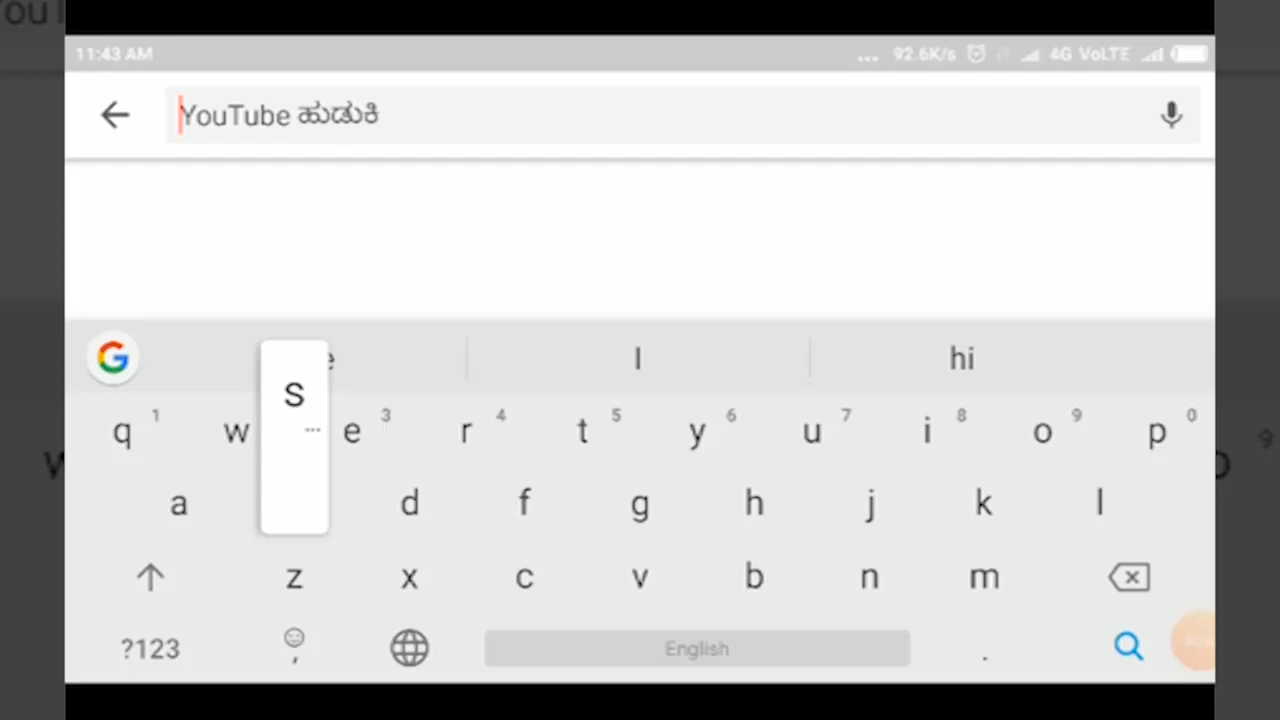 11:43 AM ... 92.6K/s 4G VoLTE
YouTube ಹುಡುಕಿ
I hi
S
q 1 w e 3 r 4 t 5 y 6 u 7 i 8 o 9 p 0
a d f g h j k l
z x c v b n m
?123 , English .